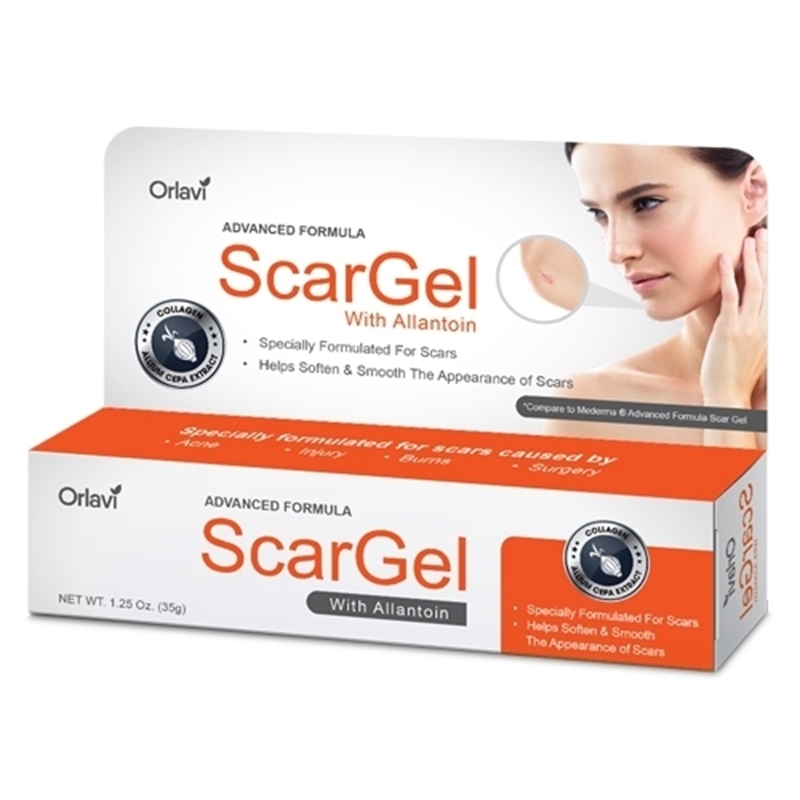 Orlavi
ADVANCED FORMULA
ScarGel
With Allantoin
COLLAGEN
ALLIUM CEPA EXTRACT
• Specially Formulated For Scars
• Helps Soften & Smooth The Appearance of Scars
*Compare to Mederma ® Advanced Formula Scar Gel
Specially formulated for scars caused by
• Acne • Injury • Burns • Surgery
Orlavi
ADVANCED FORMULA
ScarGel
With Allantoin
NET WT. 1.25 Oz. (35g)
COLLAGEN
ALLIUM CEPA EXTRACT
• Specially Formulated For Scars
• Helps Soften & Smooth
The Appearance of Scars
ScarGel
With Allantoin
Orlavi